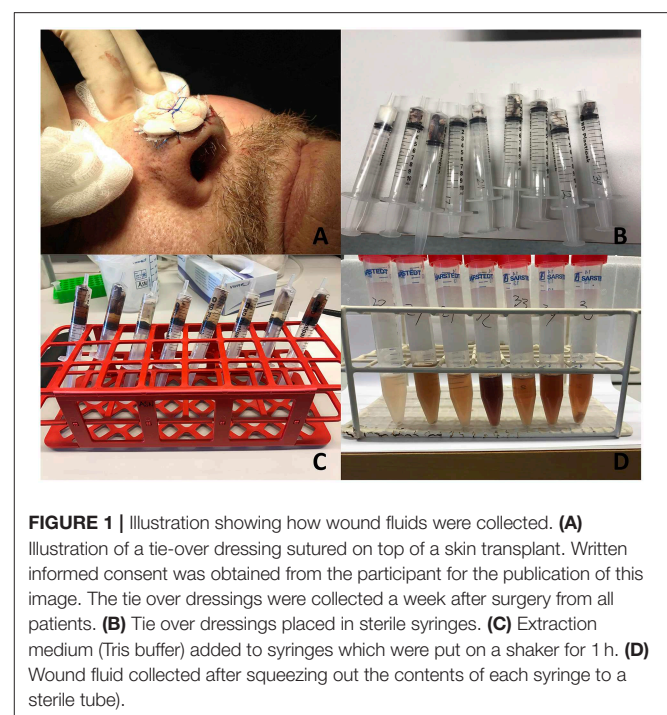 A
B
C
SARSTEDT
SARSTEDT
D
FIGURE 1 | Illustration showing how wound fluids were collected. (A)
Illustration of a tie-over dressing sutured on top of a skin transplant. Written
informed consent was obtained from the participant for the publication of this
image. The tie over dressings were collected a week after surgery from all
patients. (B) Tie over dressings placed in sterile syringes. (C) Extraction
medium (Tris buffer) added to syringes which were put on a shaker for 1 h. (D)
Wound fluid collected after squeezing out the contents of each syringe to a
sterile tube).